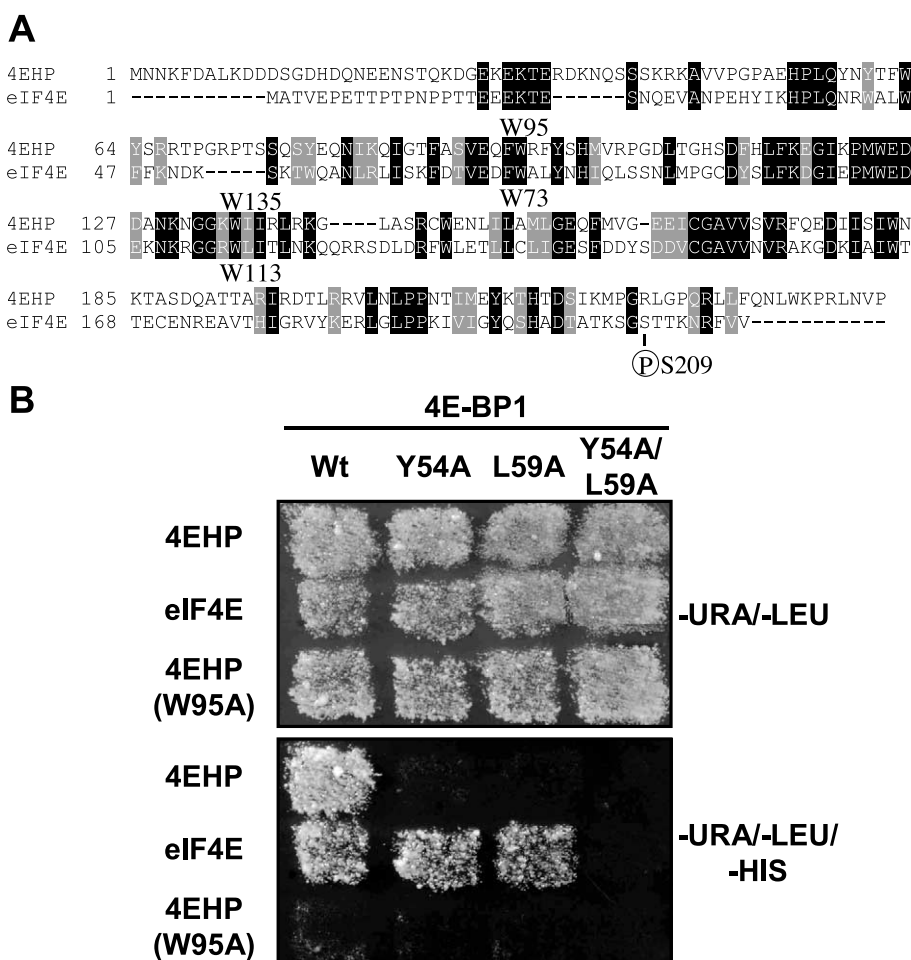 A
4EHP 1 MNNKFDALKDDDSGDHDQNEENSTQKDGEKEKTERDKNQSSSKRKAVVPGPAEHPLQYNYTFW
eIF4E 1 -----------MATVEPETTPTPNPPTTEEEKTE------SNQEVANPEHYIKHPLQNRWALW
W95
4EHP 64 YSRRTPGRPTSSQSYEQNIKQIGTFASVEQFWRFYSHMVRPGDLTGHSDFHLFKEGIKPMWED
eIF4E 47 FFKNDK-----SKTWQANLRLISKFDTVEDFWALYNHIQLSSNLMPGCDYSLFKDGIEPMWED
W135 W73
4EHP 127 DANKNGGKWIIRLRKG----LASRCWENLILAMLGEQFMVG-EEICGAVVSVRFQEDIISIWN
eIF4E 105 EKNKRGGRWLITLNKQQRRSDLDRFWLETLLCLIGESFDDYSDDVCGAVVNVRAKGDKIAIWT
W113
4EHP 185 KTASDQATTARIRDTLRRVLNLPPNTIMEYKTHTDSIKMPGRLGPQRLLFQNLWKPRLNVP
eIF4E 168 TECENREAVTHIGRVYKERLGLPPKIVIGYQSHADTATKSGSTTKNRFVV-----------
P S209
B
4E-BP1
Wt Y54A L59A Y54A/
L59A
4EHP
eIF4E
4EHP
(W95A)
-URA/-LEU
4EHP
eIF4E
4EHP
(W95A)
-URA/-LEU/
-HIS